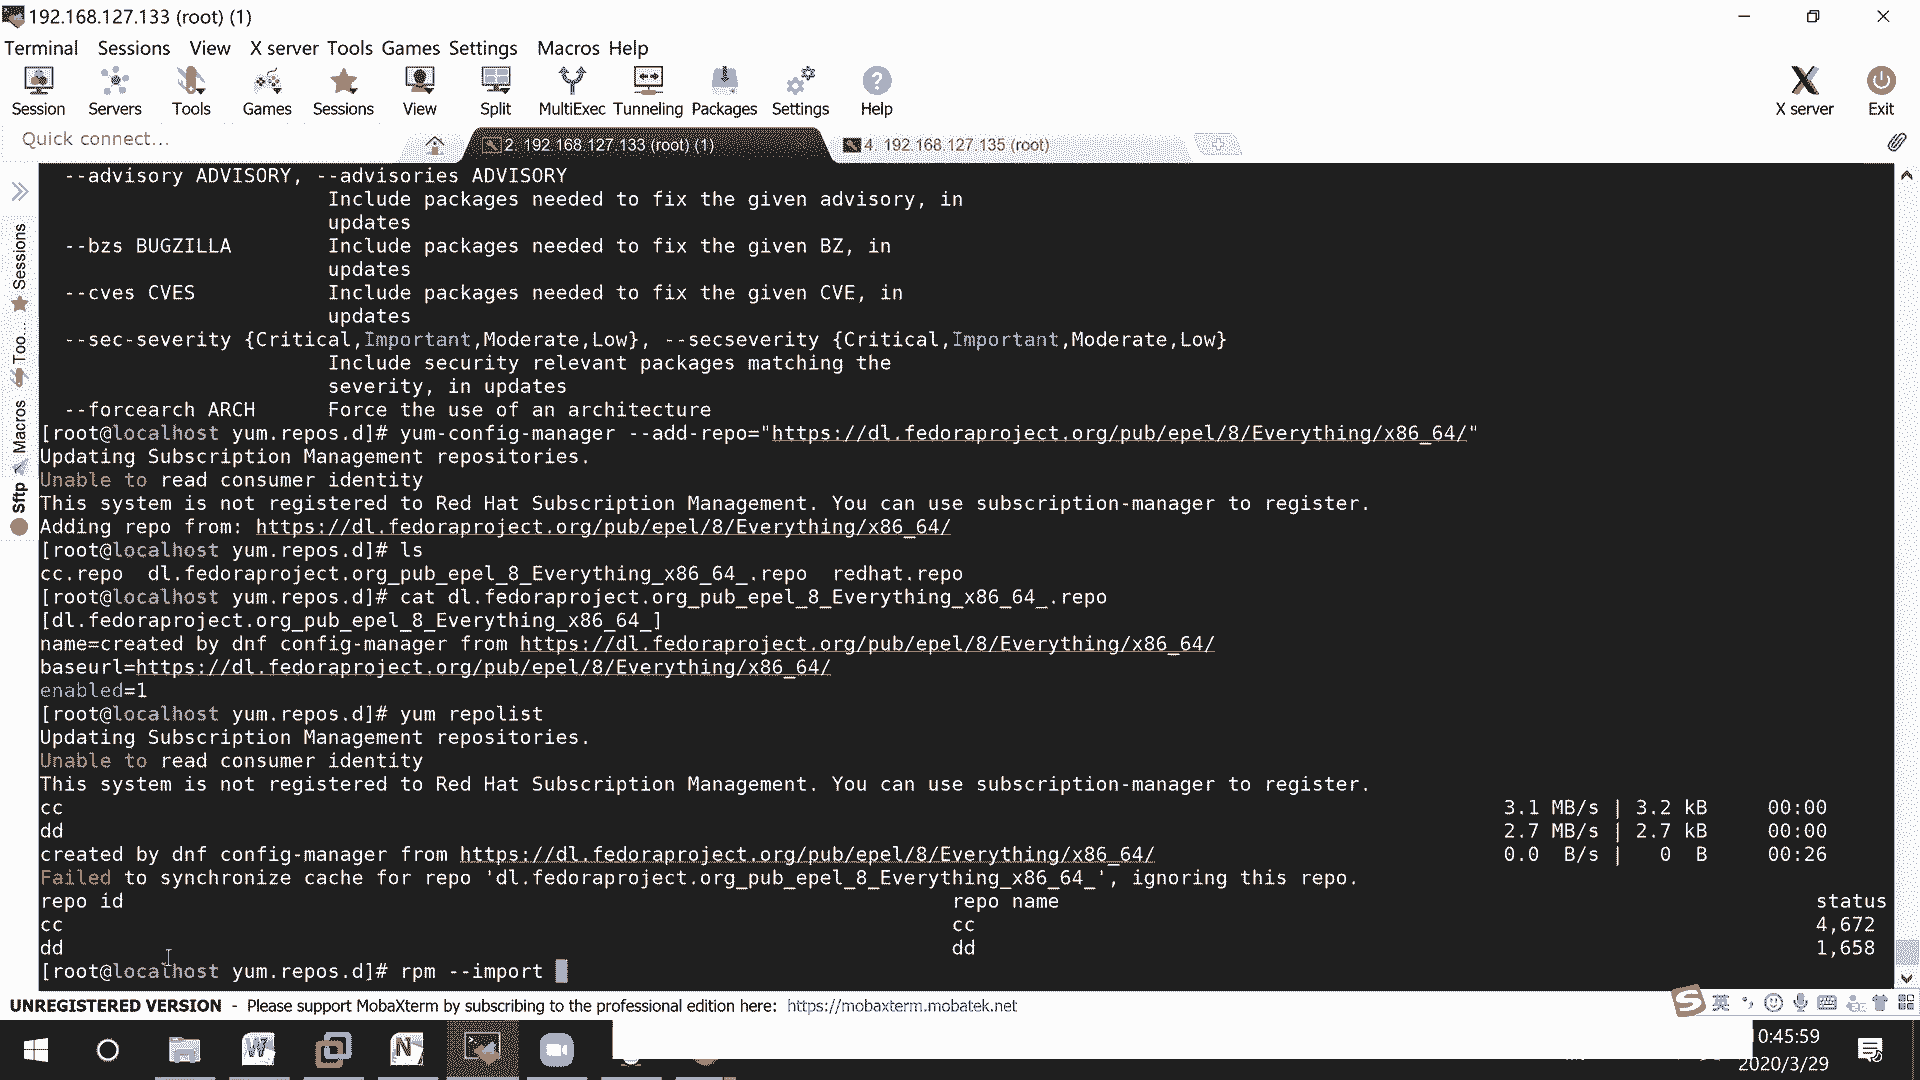 192.168.127.133 (root) (1)
Terminal Sessions View X server Tools Games Settings Macros Help
Session Servers Tools Games Sessions View Split MultiExec Tunneling Packages Settings Help X server Exit
Quick connect...
2. 192.168.127.133 (root) (1)
4. 192.168.127.135 (root)
Sessions
Too...
Macros
Sftp
--advisory ADVISORY, --advisories ADVISORY
Include packages needed to fix the given advisory, in
updates
--bzs BUGZILLA Include packages needed to fix the given BZ, in
updates
--cves CVES Include packages needed to fix the given CVE, in
updates
--sec-severity {Critical,Important,Moderate,Low}, --secseverity {Critical,Important,Moderate,Low}
Include security relevant packages matching the
severity, in updates
--forcearch ARCH Force the use of an architecture
[root@localhost yum.repos.d]# yum-config-manager --add-repo="https://dl.fedoraproject.org/pub/epel/8/Everything/x86_64/"
Updating Subscription Management repositories.
Unable to read consumer identity
This system is not registered to Red Hat Subscription Management. You can use subscription-manager to register.
Adding repo from: https://dl.fedoraproject.org/pub/epel/8/Everything/x86_64/
[root@localhost yum.repos.d]# ls
cc.repo dl.fedoraproject.org_pub_epel_8_Everything_x86_64_.repo redhat.repo
[root@localhost yum.repos.d]# cat dl.fedoraproject.org_pub_epel_8_Everything_x86_64_.repo
[dl.fedoraproject.org_pub_epel_8_Everything_x86_64_]
name=created by dnf config-manager from https://dl.fedoraproject.org/pub/epel/8/Everything/x86_64/
baseurl=https://dl.fedoraproject.org/pub/epel/8/Everything/x86_64/
enabled=1
[root@localhost yum.repos.d]# yum repolist
Updating Subscription Management repositories.
Unable to read consumer identity
This system is not registered to Red Hat Subscription Management. You can use subscription-manager to register.
cc 3.1 MB/s | 3.2 kB 00:00
dd 2.7 MB/s | 2.7 kB 00:00
created by dnf config-manager from https://dl.fedoraproject.org/pub/epel/8/Everything/x86_64/ 0.0 B/s | 0 B 00:26
Failed to synchronize cache for repo 'dl.fedoraproject.org_pub_epel_8_Everything_x86_64_', ignoring this repo.
repo id repo name status
cc cc 4,672
dd dd 1,658
[root@localhost yum.repos.d]# rpm --import
UNREGISTERED VERSION - Please support MobaXterm by subscribing to the professional edition here: https://mobaxterm.mobatek.net
英
0:45:59
2020/3/29